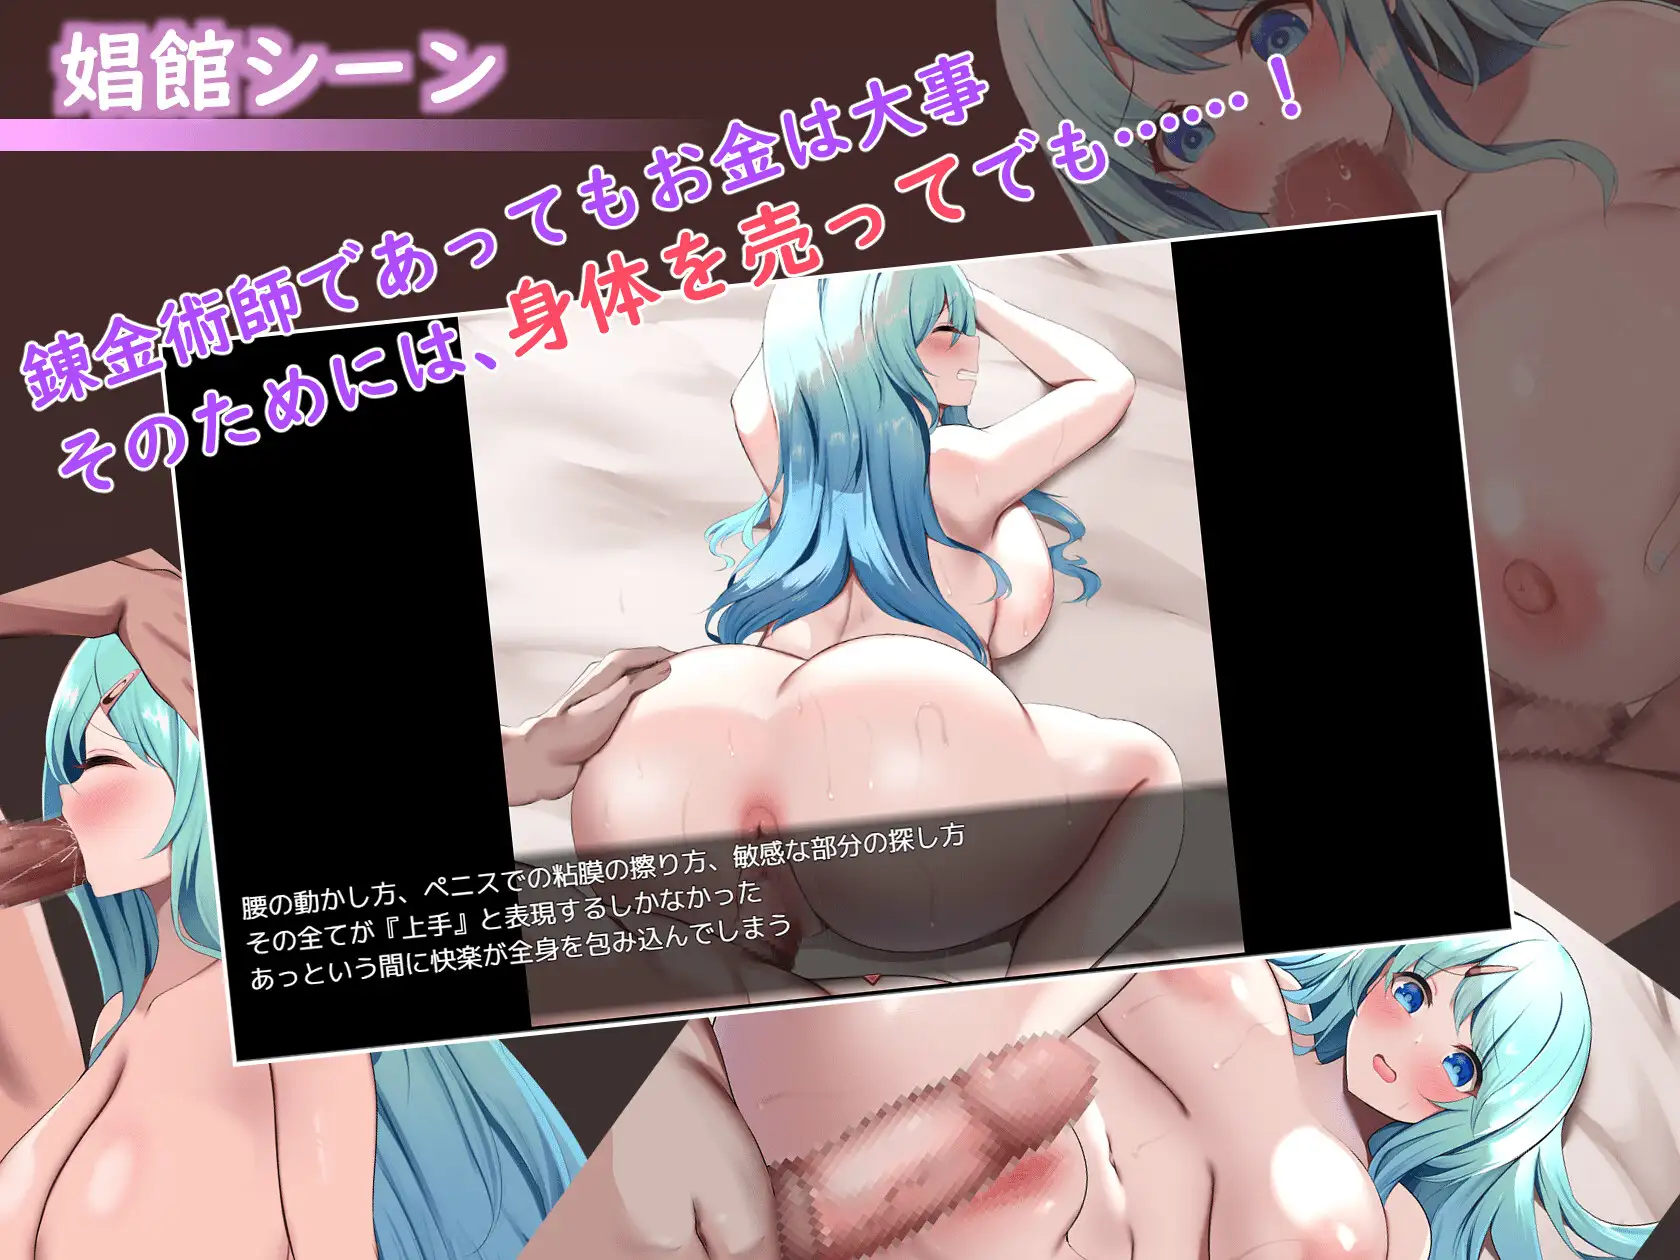 娼館シーン
錬金術師であってもお金は大事
そのためには、身体を売ってでも……！
腰の動かし方、ペニスでの粘膜の擦り方、敏感な部分の探し方
その全てが『上手』と表現するしかなかった
あっという間に快楽が全身を包み込んでしまう